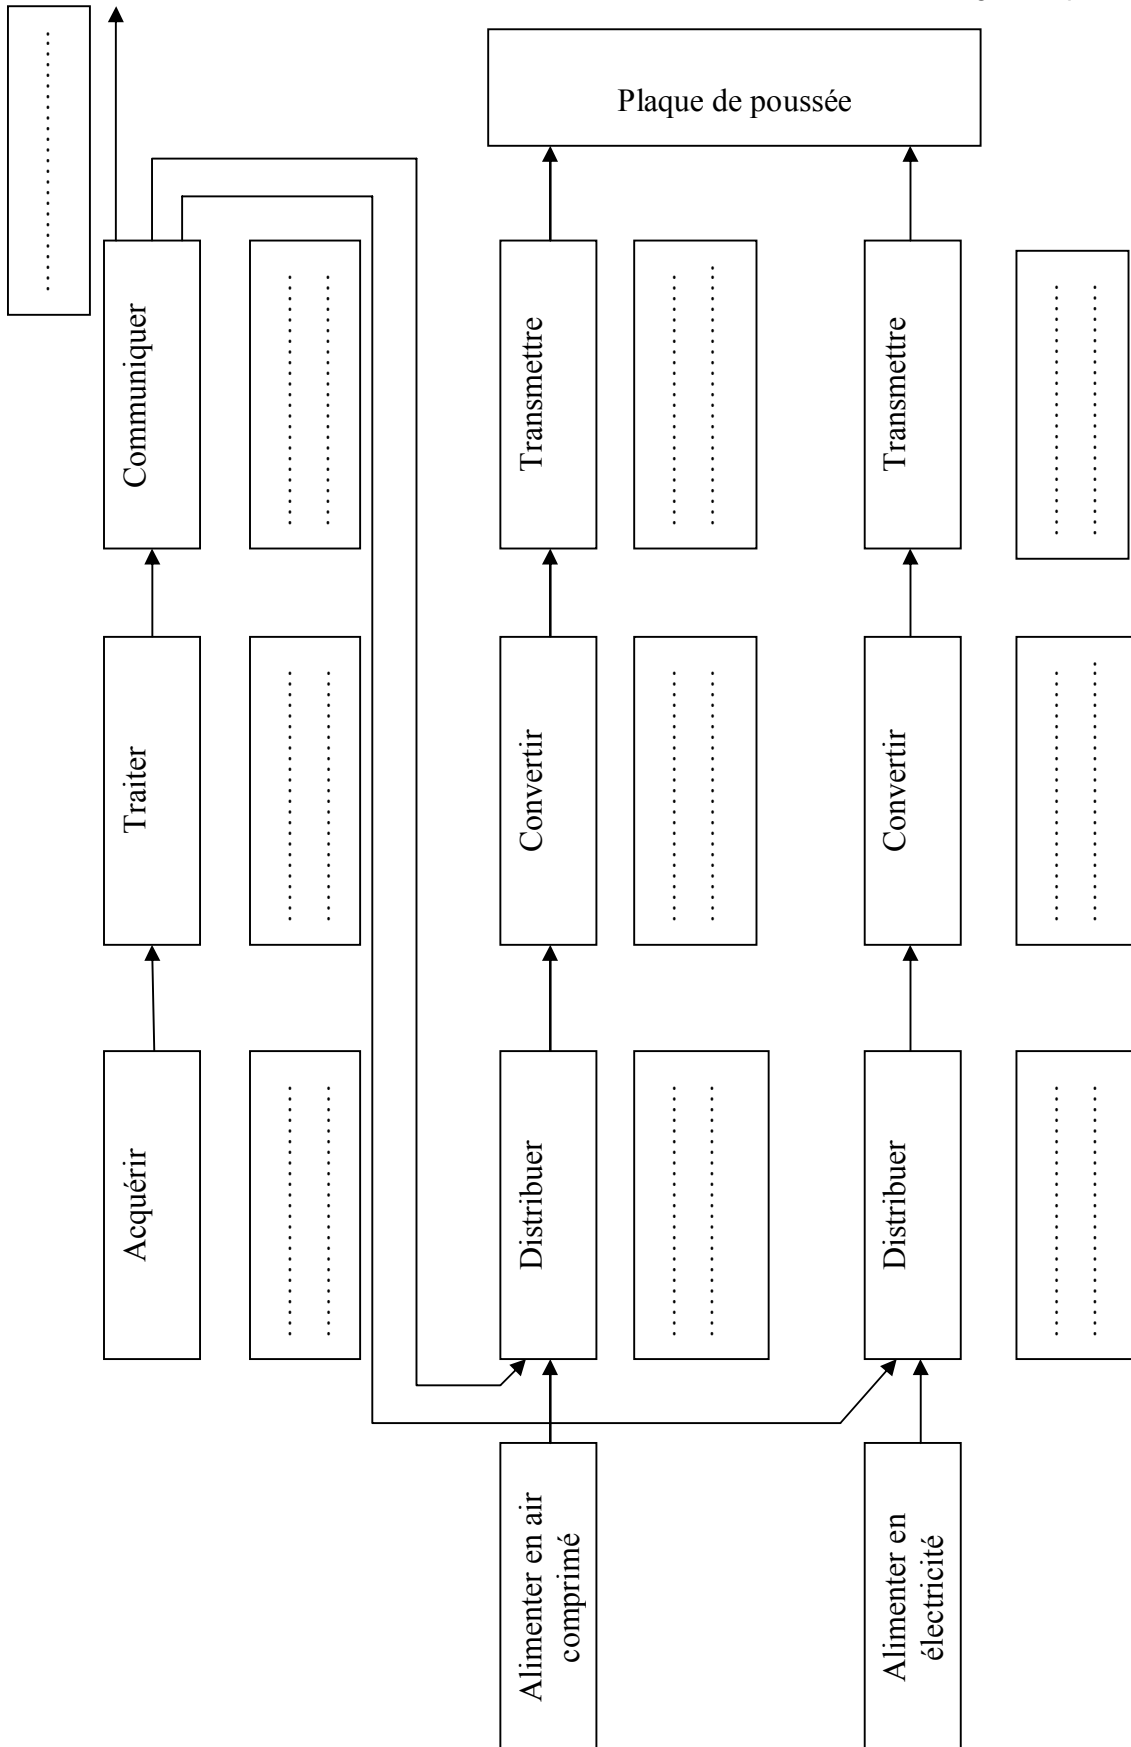 Plaque de poussée
Acquérir
Traiter
Communiquer
Alimenter en air
comprimé
Distribuer
Convertir
Transmettre
Alimenter en
électricité
Distribuer
Convertir
Transmettre